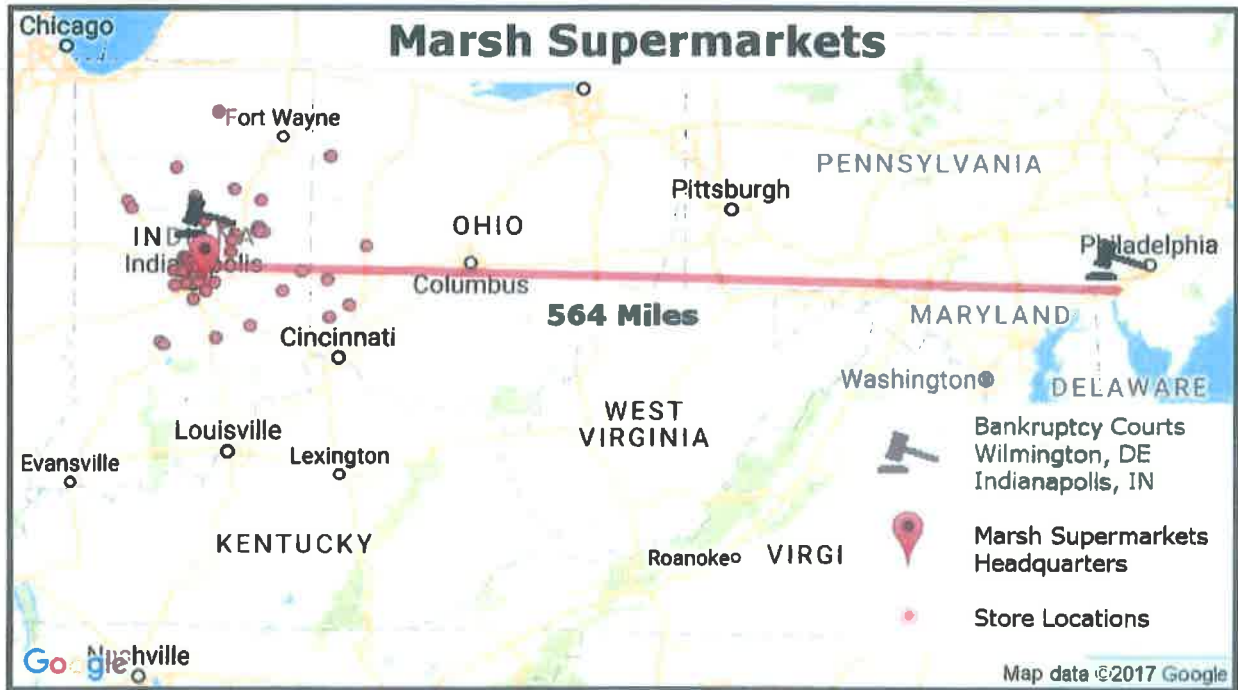 Marsh Supermarkets
Chicago
Fort Wayne
PENNSYLVANIA
Pittsburgh
OHIO
Philadelphia
Columbus
564 Miles
MARYLAND
Cincinnati
Washington
DELAWARE
WEST
VIRGINIA
Louisville
Lexington
Evansville
Bankruptcy Courts
Wilmington, DE
Indianapolis, IN
KENTUCKY
Roanoke
VIRGI
Marsh Supermarkets
Headquarters
Store Locations
Google
Map data ©2017 Google